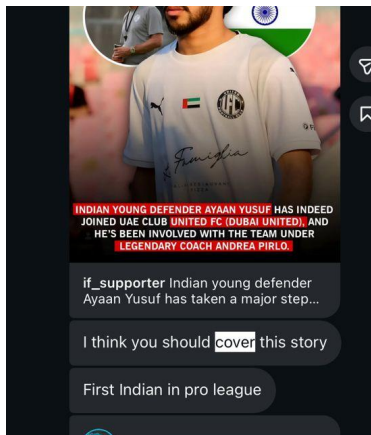 UFC
Famiglia
INDIAN YOUNG DEFENDER AYAAN YUSUF HAS INDEED
JOINED UAE CLUB UNITED FC (DUBAI UNITED), AND
HE'S BEEN INVOLVED WITH THE TEAM UNDER
LEGENDARY COACH ANDREA PIRLO.
if_supporter Indian young defender
Ayaan Yusuf has taken a major step...
I think you should cover this story
First Indian in pro league